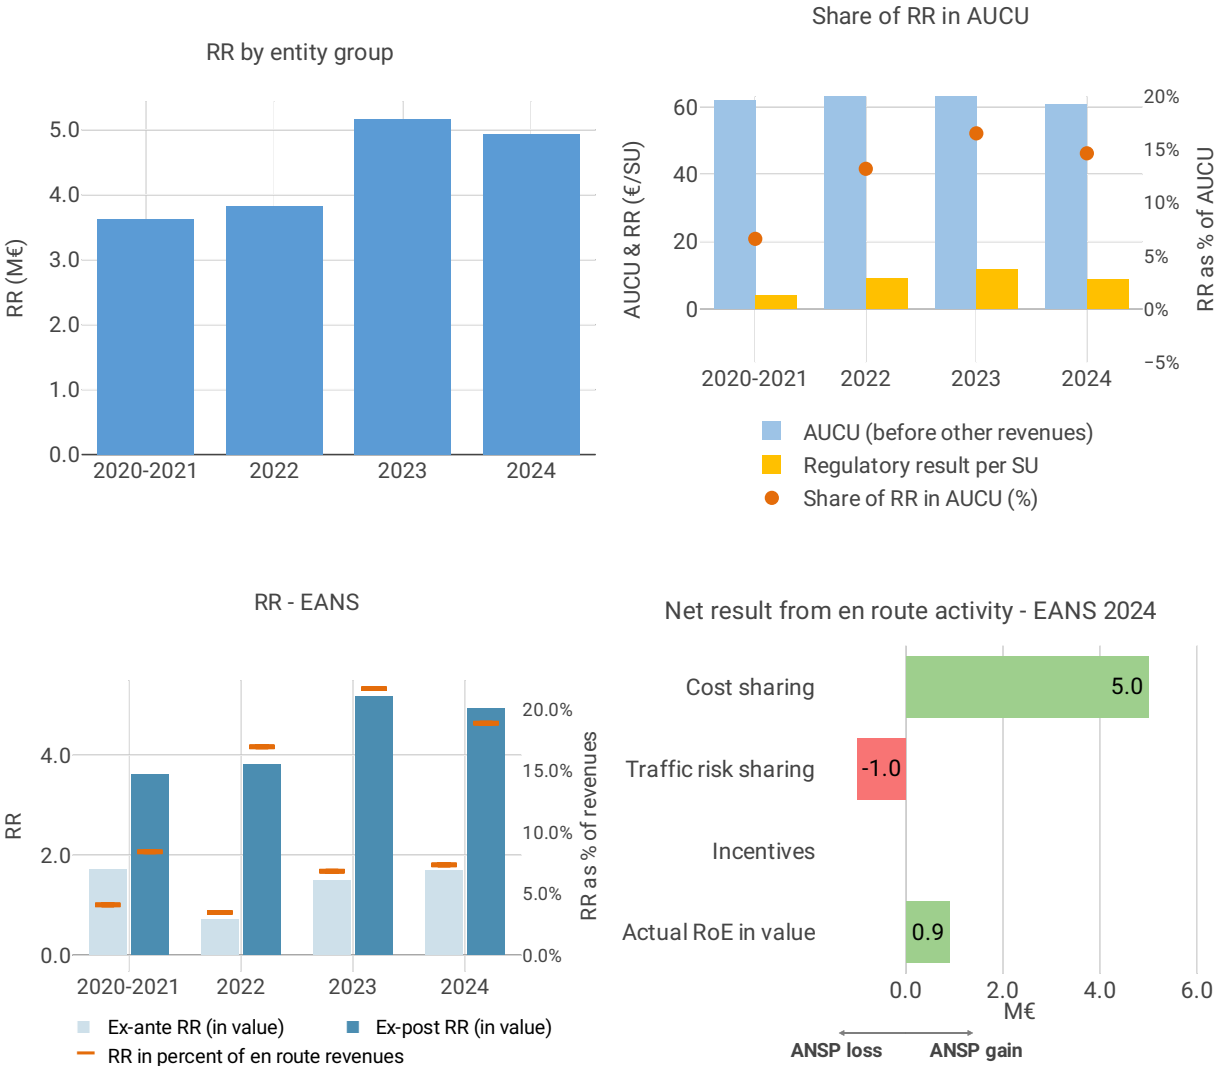 RR by entity group
RR (M€)
5.0
4.0
3.0
2.0
1.0
0.0
2020-2021 2022 2023 2024
Share of RR in AUCU
AUCU & RR (€/SU)
60
40
20
0
20%
15%
10%
5%
0%
−5%
RR as % of AUCU
2020-2021 2022 2023 2024
AUCU (before other revenues)
Regulatory result per SU
Share of RR in AUCU (%)
RR - EANS
RR
4.0
2.0
0.0
20.0%
15.0%
10.0%
5.0%
0.0%
RR as % of revenues
2020-2021 2022 2023 2024
Ex-ante RR (in value) Ex-post RR (in value)
RR in percent of en route revenues
Net result from en route activity - EANS 2024
Cost sharing 5.0
Traffic risk sharing -1.0
Incentives
Actual RoE in value 0.9
0.0 2.0 4.0 6.0
M€
ANSP loss ANSP gain